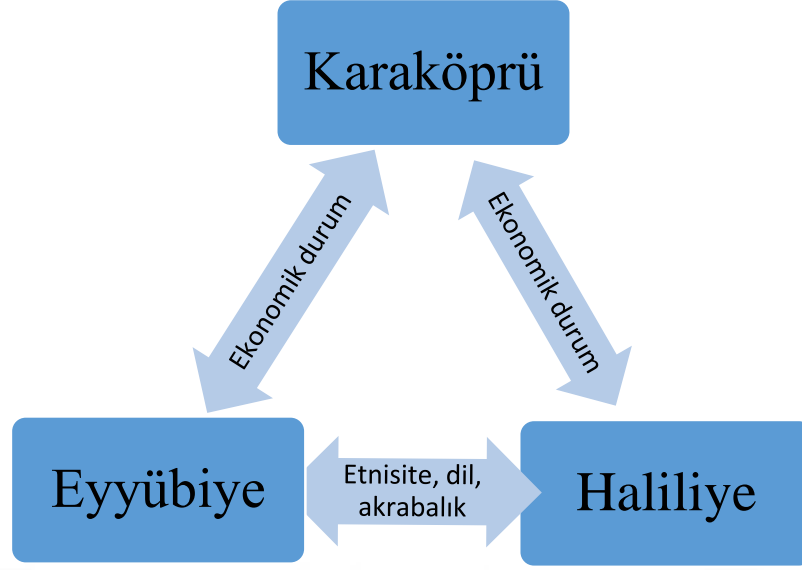 Karaköprü
Ekonomik durum
Ekonomik durum
Eyyübiye
Etnisite, dil,
akrabalık
Haliliye